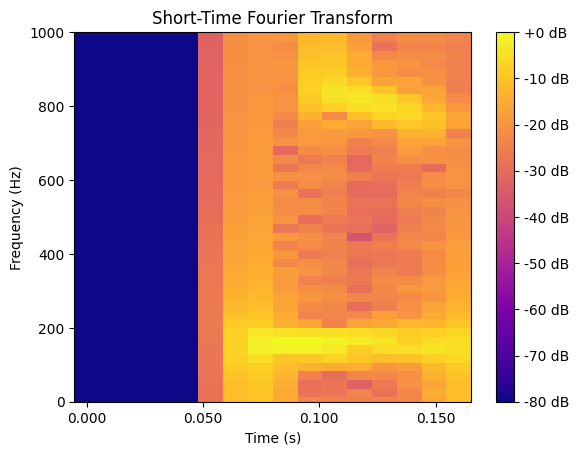 Short-Time Fourier Transform
1000
800
600
400
200
0
Frequency (Hz)
0.000
0.050
0.100
0.150
Time (s)
+0 dB
-10 dB
-20 dB
-30 dB
-40 dB
-50 dB
-60 dB
-70 dB
-80 dB